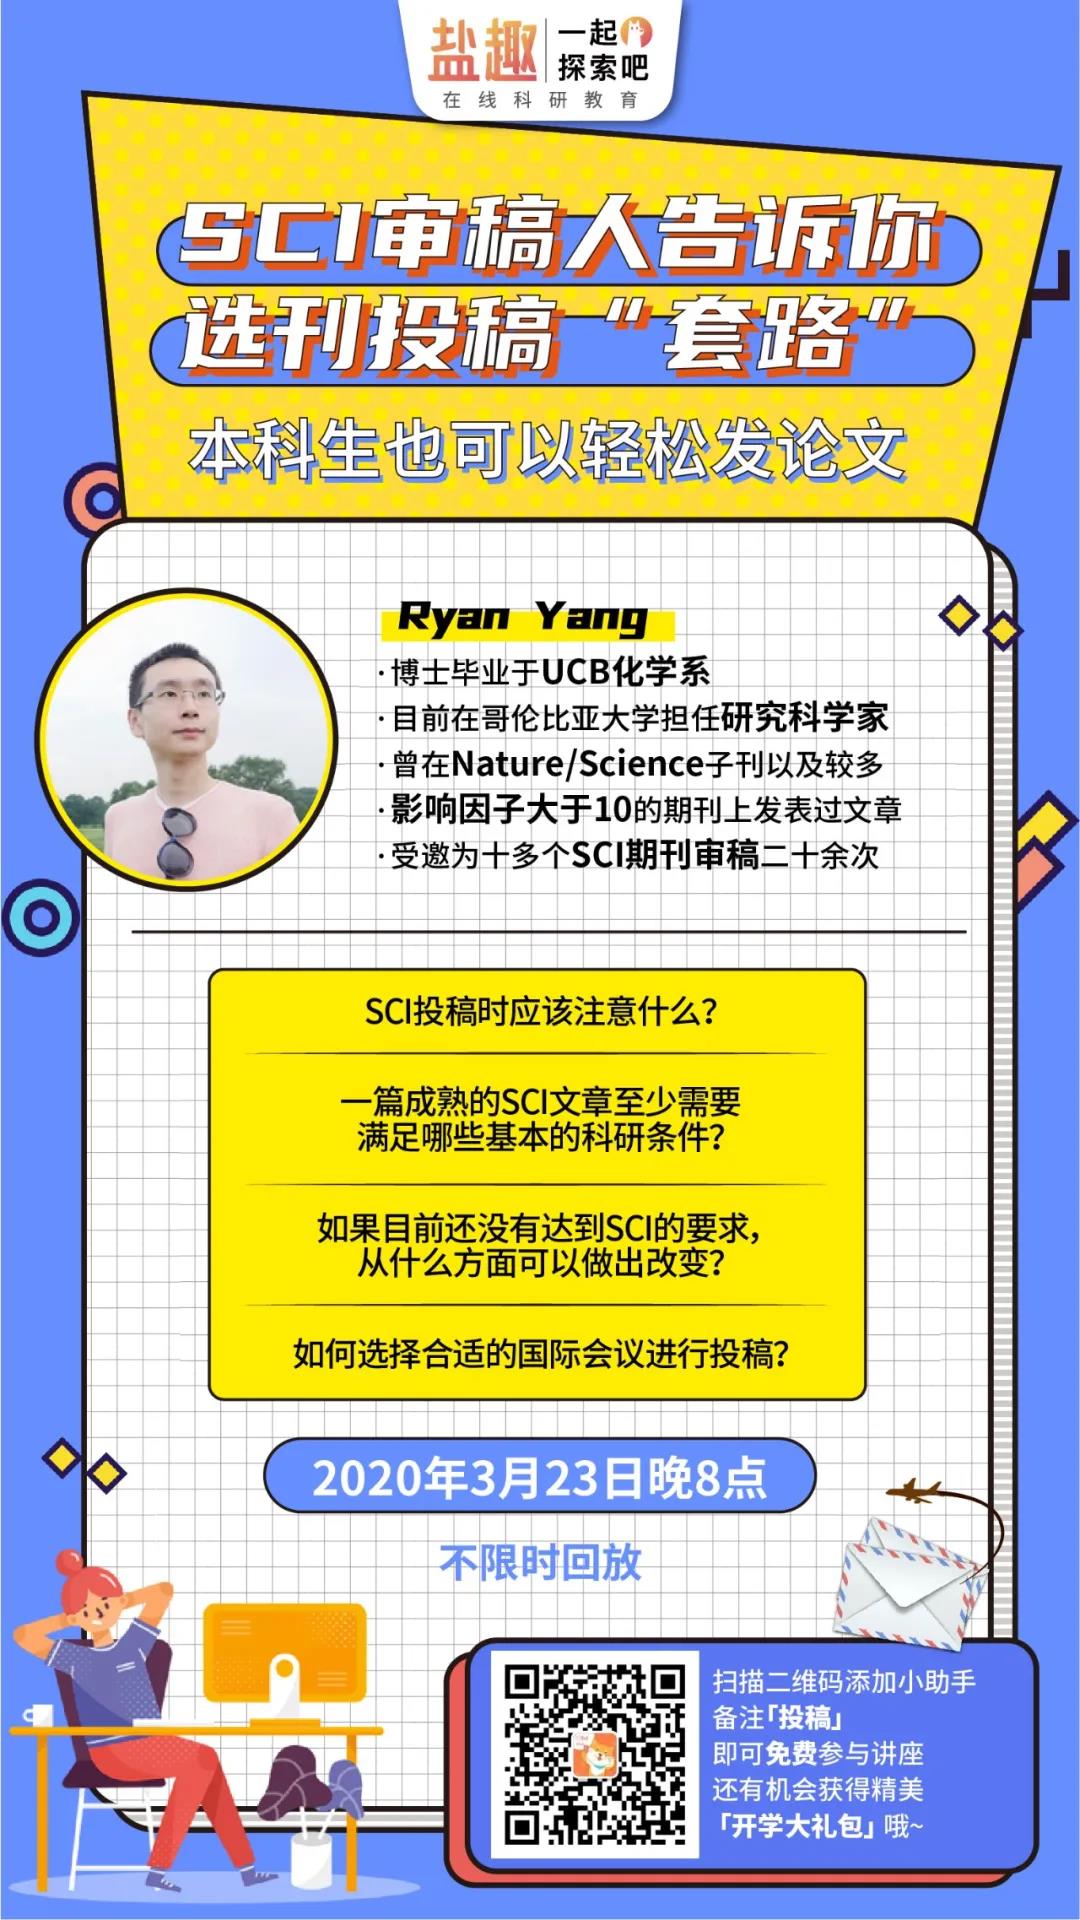 盐趣
一起
探索吧
在线科研教育
SCI审稿人告诉你
选刊投稿“套路”
本科生也可以轻松发论文
Ryan Yang
·博士毕业于UCB化学系
·目前在哥伦比亚大学担任研究科学家
·曾在Nature/Science子刊以及较多
·影响因子大于10的期刊上发表过文章
·受邀为十多个SCI期刊审稿二十余次
SCI投稿时应该注意什么?
一篇成熟的SCI文章至少需要
满足哪些基本的科研条件?
如果目前还没有达到SCI的要求,
从什么方面可以做出改变?
如何选择合适的国际会议进行投稿?
2020年3月23日晚8点
不限时回放
扫描二维码添加小助手
备注「投稿」
即可免费参与讲座
还有机会获得精美
「开学大礼包」哦~